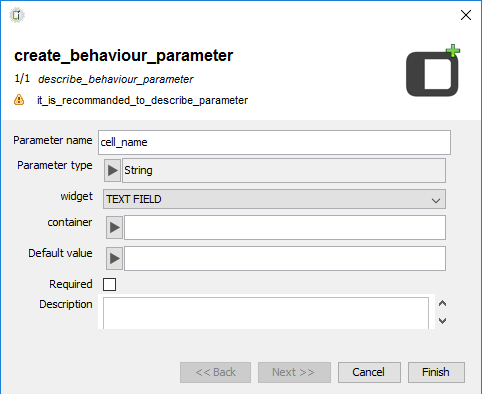 create_behaviour_parameter
1/1 describe_behaviour_parameter
it_is_recommanded_to_describe_parameter
Parameter name cell_name
Parameter type String
widget TEXT FIELD
container
Default value
Required
Description
<< Back Next >> Cancel Finish